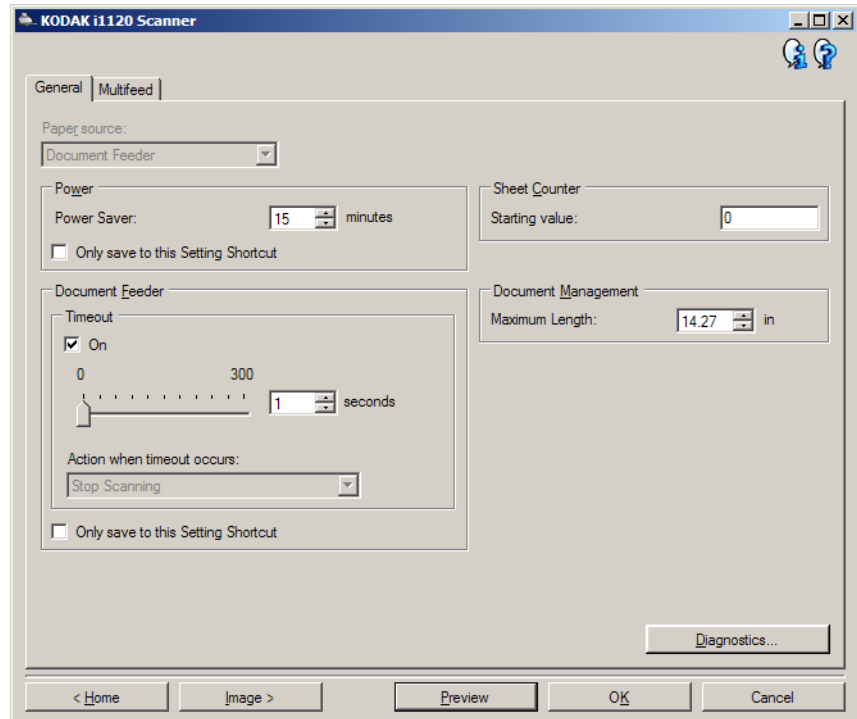 KODAK i1120 Scanner
General
Multifeed
Paper source:
Document Feeder
Power
Power Saver:
15
minutes
Only save to this Setting Shortcut
Sheet Counter
Starting value:
0
Document Feeder
Timeout
On
0
300
1
seconds
Action when timeout occurs:
Stop Scanning
Only save to this Setting Shortcut
Document Management
Maximum Length:
14.27
in
Diagnostics...
< Home
Image >
Preview
OK
Cancel